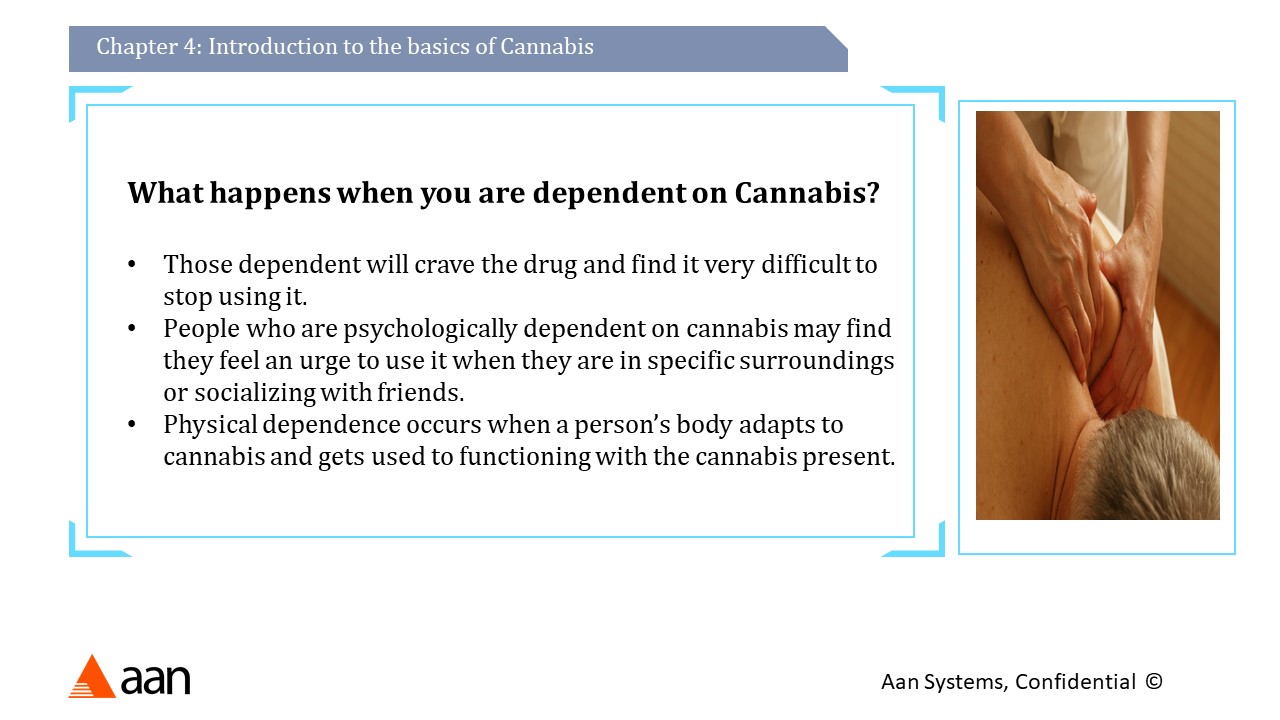 Chapter 4: Introduction to the basics of Cannabis
What happens when you are dependent on Cannabis?
• Those dependent will crave the drug and find it very difficult to
stop using it.
• People who are psychologically dependent on cannabis may find
they feel an urge to use it when they are in specific surroundings
or socializing with friends.
• Physical dependence occurs when a person’s body adapts to
cannabis and gets used to functioning with the cannabis present.
aan
Aan Systems, Confidential ©